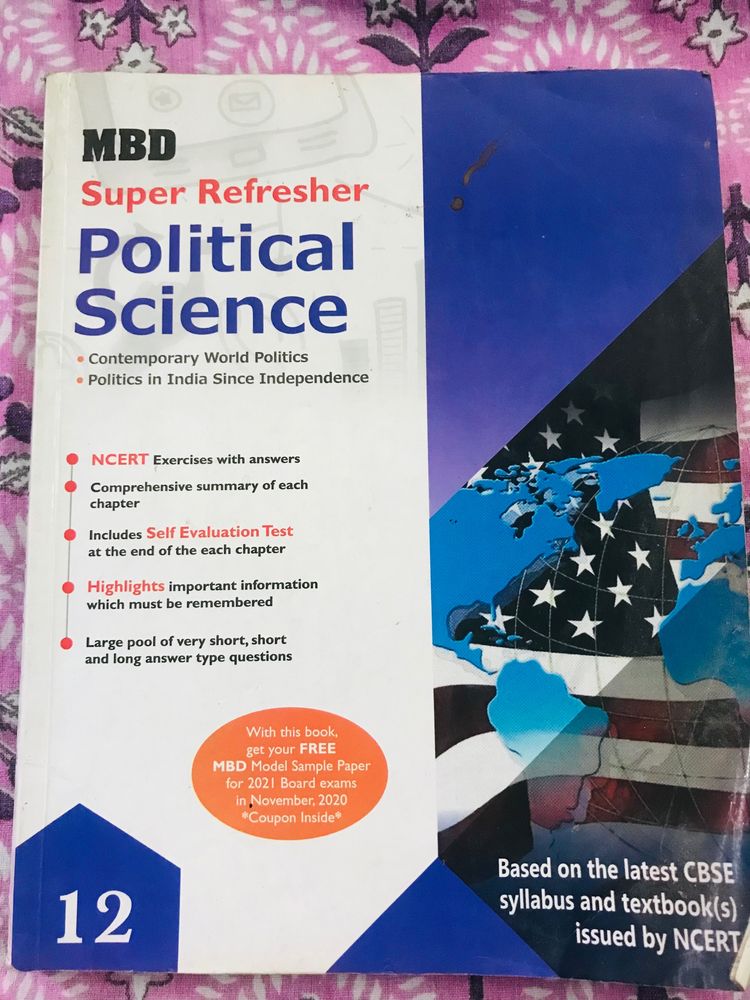 MBD
Super Refresher
Political
Science
• Contemporary World Politics
• Politics in India Since Independence
NCERT Exercises with answers
Comprehensive summary of each
chapter
Includes Self Evaluation Test
at the end of the each chapter
Highlights important information
which must be remembered
Large pool of very short, short
and long answer type questions
With this book,
get your FREE
MBD Model Sample Paper
for 2021 Board exams
in November, 2020
*Coupon Inside*
12
Based on the latest CBSE
syllabus and textbook(s)
issued by NCERT